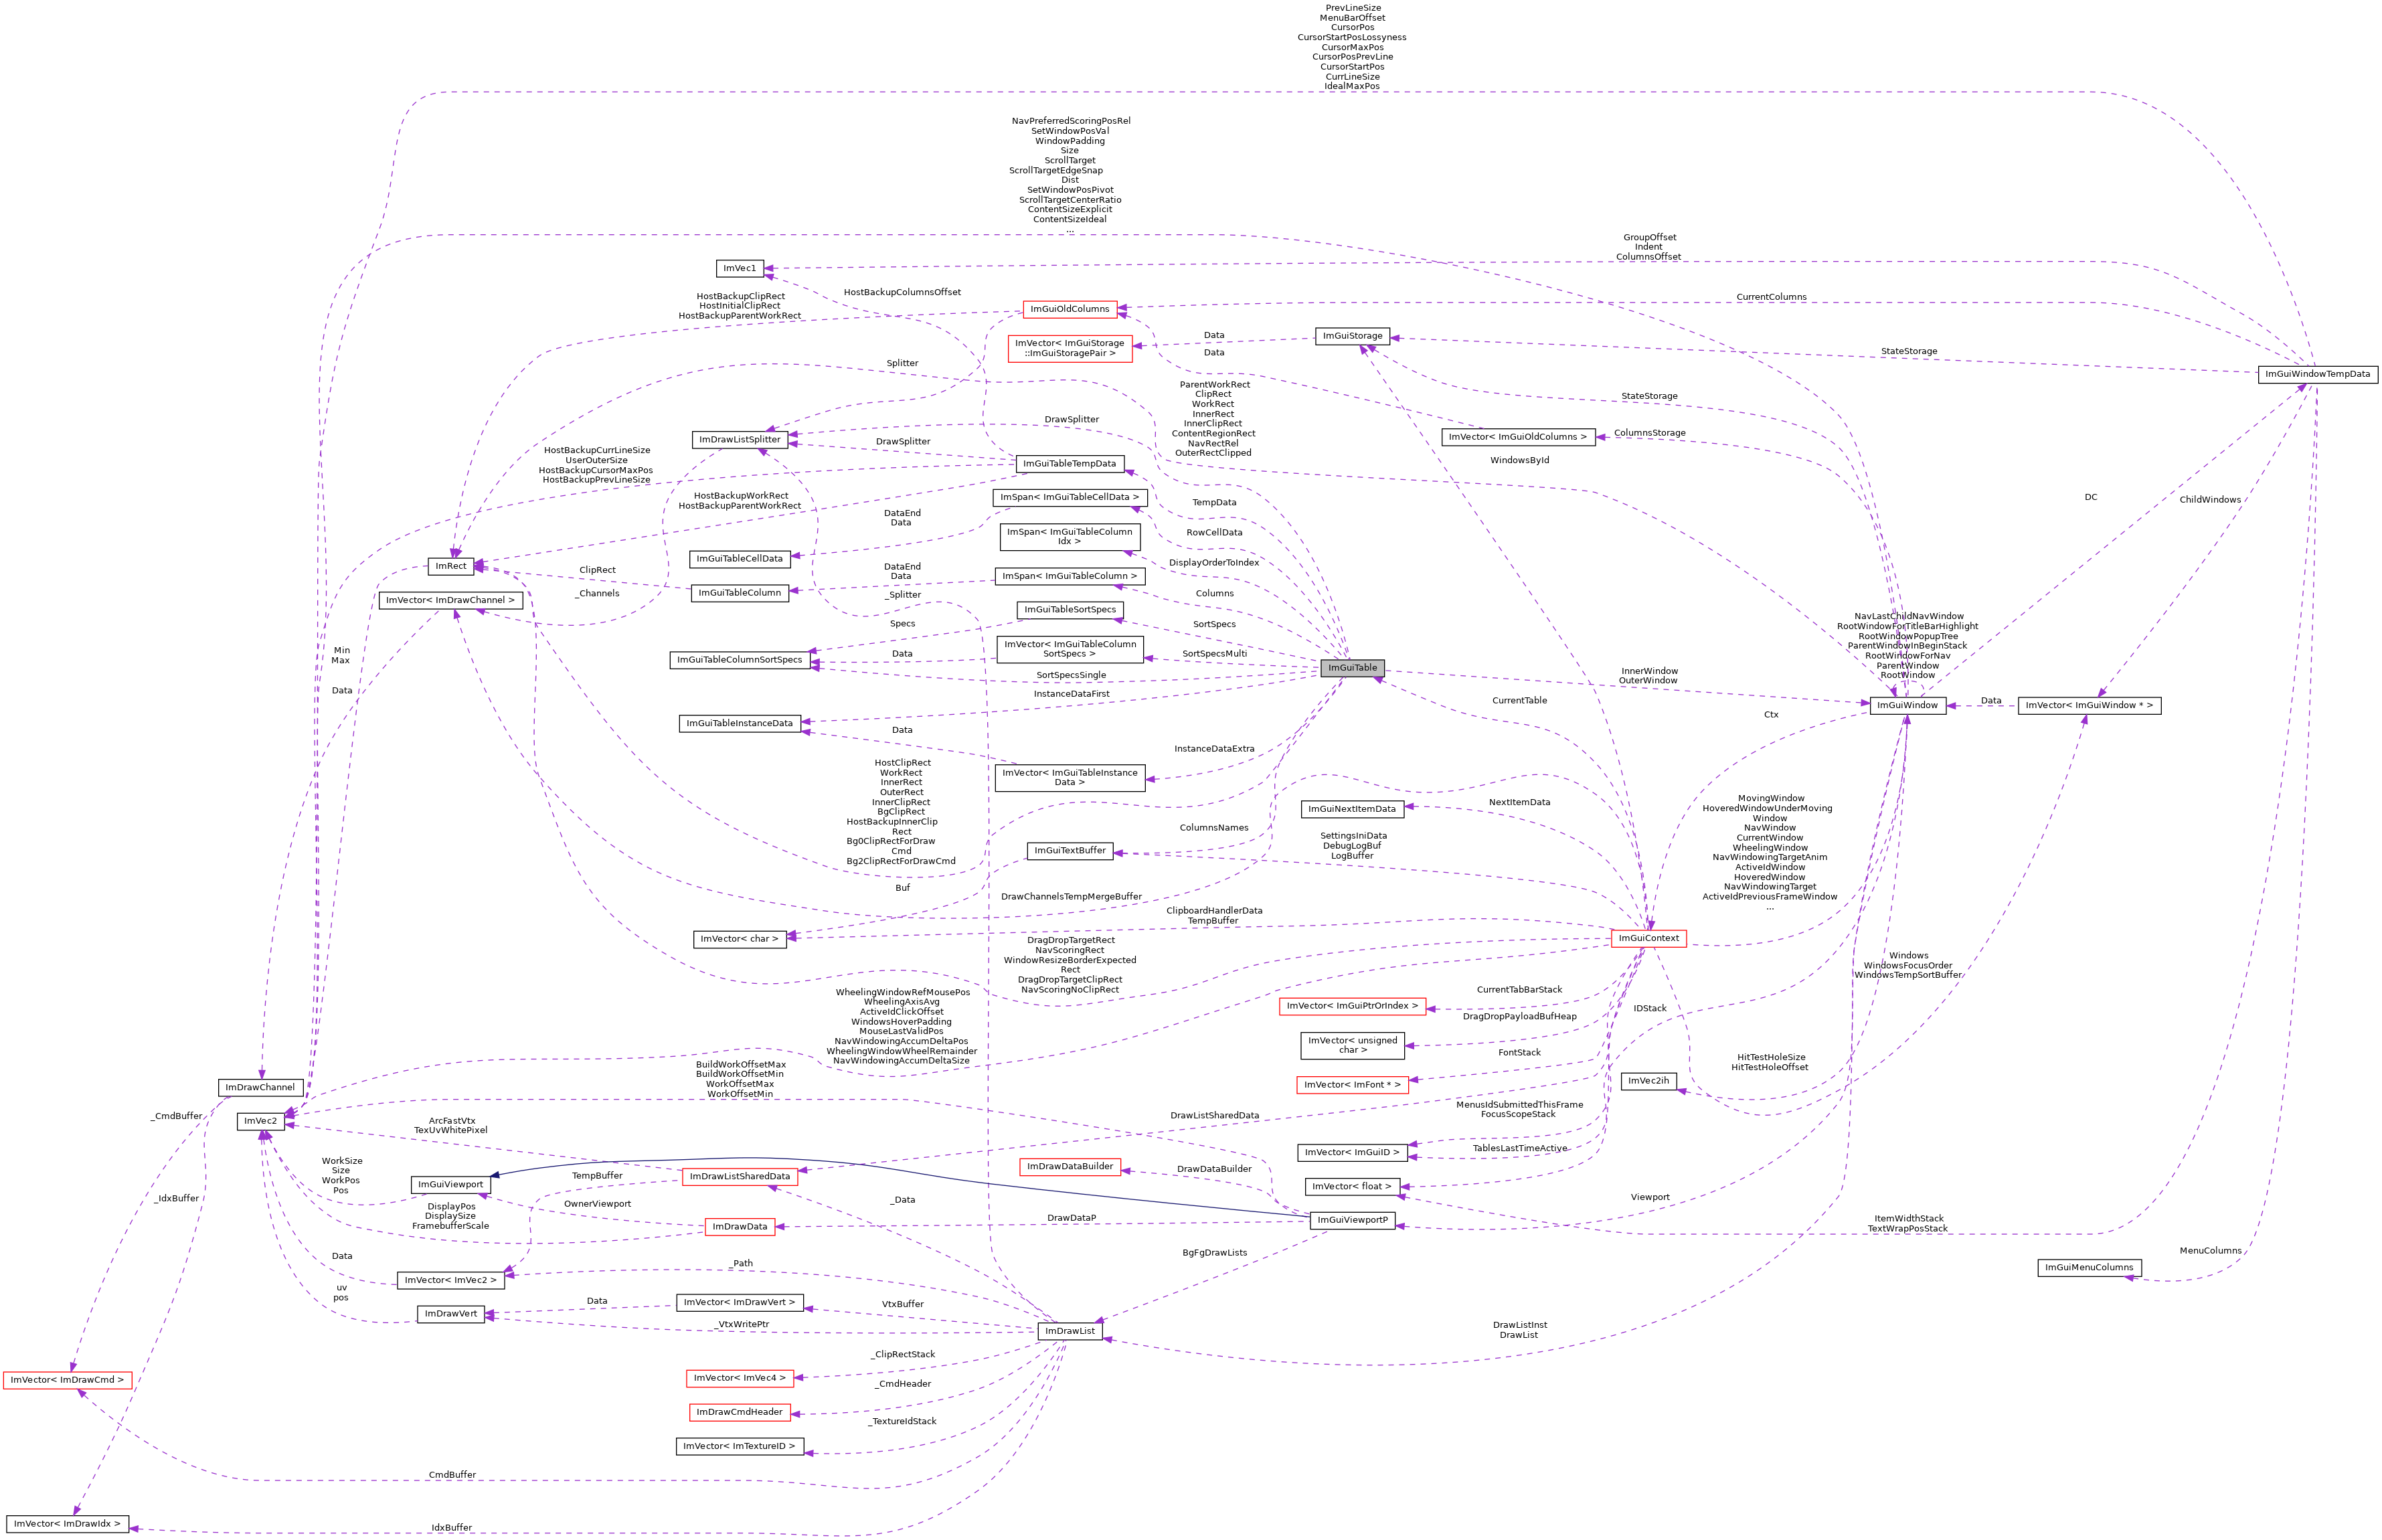 PrevLineSize
MenuBarOffset
CursorPos
CursorStartPosLossyness
CursorMaxPos
CursorPosPrevLine
CursorStartPos
CurrLineSize
IdealMaxPos
NavPreferredScoringPosRel
SetWindowPosVal
WindowPadding
Size
ScrollTarget
ScrollTargetEdgeSnap
Dist
SetWindowPosPivot
ScrollTargetCenterRatio
ContentSizeExplicit
ContentSizeIdeal
...
GroupOffset
Indent
ColumnsOffset
ImVec1
HostBackupColumnsOffset
HostBackupClipRect
HostInitialClipRect
HostBackupParentWorkRect
ImGuiOldColumns
CurrentColumns
ImVector< ImGuiStorage
::ImGuiStoragePair >
Data
Data
ImGuiStorage
StateStorage
ImGuiWindowTempData
Splitter
ParentWorkRect
ClipRect
WorkRect
InnerRect
InnerClipRect
ContentRegionRect
NavRectRel
OuterRectClipped
StateStorage
DrawSplitter
ImDrawListSplitter
DrawSplitter
ImVector< ImGuiOldColumns >
ColumnsStorage
HostBackupCurrLineSize
UserOuterSize
HostBackupCursorMaxPos
HostBackupPrevLineSize
ImGuiTableTempData
WindowsById
HostBackupWorkRect
HostBackupParentWorkRect
ImSpan< ImGuiTableCellData >
TempData
DC
ChildWindows
DataEnd
Data
ImSpan< ImGuiTableColumn
Idx >
RowCellData
ImGuiTableCellData
ImRect
ClipRect
DisplayOrderToIndex
DataEnd
Data
ImSpan< ImGuiTableColumn >
ImGuiTableColumn
_Channels
_Splitter
Columns
ImVector< ImDrawChannel >
ImGuiTableSortSpecs
Specs
SortSpecs
NavLastChildNavWindow
RootWindowForTitleBarHighlight
RootWindowPopupTree
ParentWindowInBeginStack
RootWindowForNav
ParentWindow
RootWindow
Min
Max
ImVector< ImGuiTableColumn
SortSpecs >
Data
SortSpecsMulti
ImGuiTableColumnSortSpecs
SortSpecsSingle
ImGuiTable
InnerWindow
OuterWindow
Data
InstanceDataFirst
CurrentTable
ImGuiWindow
Data
ImVector< ImGuiWindow * >
ImGuiTableInstanceData
Data
Ctx
InstanceDataExtra
ImVector< ImGuiTableInstance
Data >
HostClipRect
WorkRect
InnerRect
OuterRect
InnerClipRect
BgClipRect
HostBackupInnerClip
Rect
Bg0ClipRectForDraw
Cmd
Bg2ClipRectForDrawCmd
ImGuiNextItemData
NextItemData
MovingWindow
HoveredWindowUnderMoving
Window
NavWindow
CurrentWindow
WheelingWindow
NavWindowingTargetAnim
ActiveIdWindow
HoveredWindow
NavWindowingTarget
ActiveIdPreviousFrameWindow
...
ColumnsNames
SettingsIniData
DebugLogBuf
LogBuffer
ImGuiTextBuffer
Buf
DrawChannelsTempMergeBuffer
ClipboardHandlerData
TempBuffer
ImVector< char >
ImGuiContext
DragDropTargetRect
NavScoringRect
WindowResizeBorderExpected
Rect
DragDropTargetClipRect
NavScoringNoClipRect
Windows
WindowsFocusOrder
WindowsTempSortBuffer
WheelingWindowRefMousePos
WheelingAxisAvg
ActiveIdClickOffset
WindowsHoverPadding
MouseLastValidPos
NavWindowingAccumDeltaPos
WheelingWindowWheelRemainder
NavWindowingAccumDeltaSize
CurrentTabBarStack
ImVector< ImGuiPtrOrIndex >
IDStack
DragDropPayloadBufHeap
ImVector< unsigned
char >
FontStack
HitTestHoleSize
HitTestHoleOffset
BuildWorkOffsetMax
BuildWorkOffsetMin
WorkOffsetMax
WorkOffsetMin
ImVector< ImFont * >
ImVec2ih
ImDrawChannel
_CmdBuffer
ImVec2
ArcFastVtx
TexUvWhitePixel
DrawListSharedData
MenusIdSubmittedThisFrame
FocusScopeStack
ImVector< ImGuiID >
TablesLastTimeActive
WorkSize
Size
WorkPos
Pos
ImDrawDataBuilder
DrawDataBuilder
ImGuiViewport
TempBuffer
ImDrawListSharedData
ImVector< float >
_IdxBuffer
OwnerViewport
_Data
Viewport
DisplayPos
DisplaySize
FramebufferScale
ImDrawData
DrawDataP
ImGuiViewportP
ItemWidthStack
TextWrapPosStack
Data
BgFgDrawLists
MenuColumns
_Path
ImVector< ImVec2 >
ImGuiMenuColumns
uv
pos
Data
ImVector< ImDrawVert >
VtxBuffer
ImDrawVert
_VtxWritePtr
ImDrawList
DrawListInst
DrawList
_ClipRectStack
ImVector< ImDrawCmd >
ImVector< ImVec4 >
_CmdHeader
ImDrawCmdHeader
_TextureIdStack
ImVector< ImTextureID >
CmdBuffer
ImVector< ImDrawIdx >
IdxBuffer